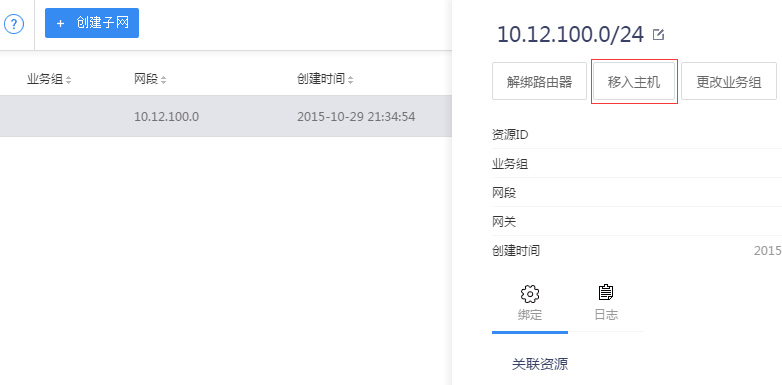 ?
+ 创建子网
业务组 网段 创建时间
10.12.100.0 2015-10-29 21:34:54
10.12.100.0/24
解绑路由器 移入主机 更改业务组
资源ID
业务组
网段
网关
创建时间 2015
绑定 日志
关联资源